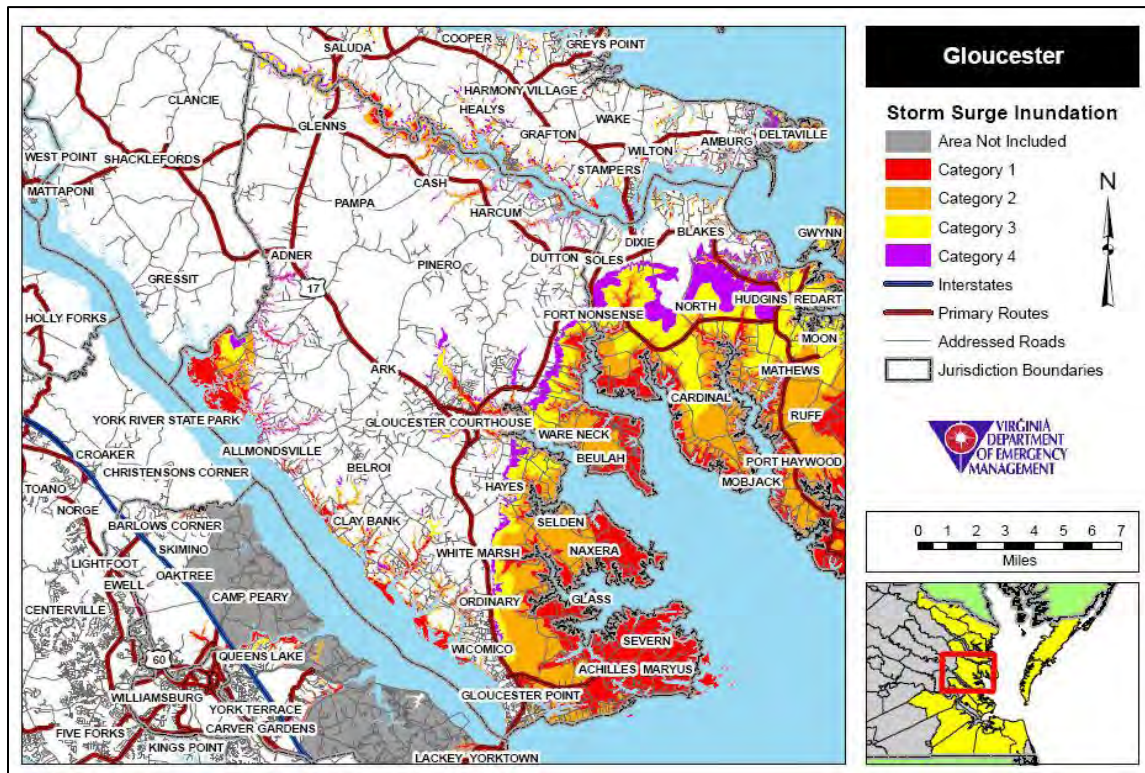 COOPER
GREYS POINT
SALUDA
HARMONY VILLAGE
HEALYS
CLANCIE
WAKE
DELTAVILLE
GLENNS
GRAFTON
AMBURG
WILTON
WEST POINT
SHACKLEFORDS
STAMPERS
MATTAPONI
CASH
PAMPA
HARCUM
BLAKES
GWYNN
DIXIE
ADNER
DUTTON
SOLES
PINERO
GRESSIT
17
NORTH
HUDGINS
REDART
HOLLY FORKS
FORT NONSENSE
MOON
ARK
MATHEWS
CARDINAL
YORK RIVER STATE PARK
GLOUCESTER COURTHOUSE
RUFF
WARE NECK
CROAKER
ALLMONDSVILLE
BEULAH
CHRISTENSONS CORNER
BELROI
PORT HAYWOOD
TOANO
HAYES
MOBJACK
NORGE
BARLOWS CORNER
CLAY BANK
SELDEN
SKIMINO
WHITE MARSH
NAXERA
LIGHTFOOT
OAKTREE
EWELL
CAMP PEARY
ORDINARY
GLASS
CENTERVILLE
SEVERN
60
QUEENS LAKE
WICOMICO
ACHILLES
MARYUS
WILLIAMSBURG
GLOUCESTER POINT
YORK TERRACE
FIVE FORKS
CARVER GARDENS
KINGS POINT
LACKEY
YORKTOWN
Gloucester
Storm Surge Inundation
Area Not Included
Category 1
Category 2
Category 3
Category 4
Interstates
Primary Routes
Addressed Roads
Jurisdiction Boundaries
N
VIRGINIA
DEPARTMENT
OF EMERGENCY
MANAGEMENT
0 1 2 3 4 5 6 7
Miles